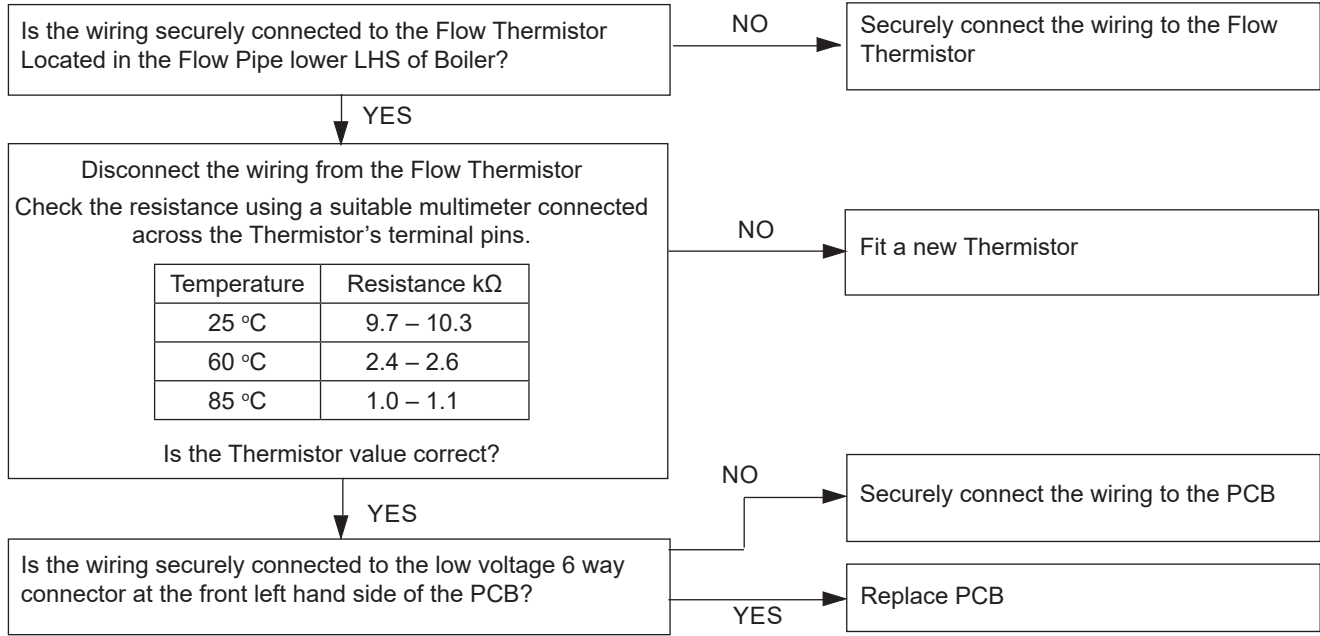 Is the wiring securely connected to the Flow Thermistor
Located in the Flow Pipe lower LHS of Boiler?
NO
Securely connect the wiring to the Flow
Thermistor
YES
Disconnect the wiring from the Flow Thermistor
Check the resistance using a suitable multimeter connected
across the Thermistor’s terminal pins.
Temperature Resistance kΩ
25 °C 9.7 – 10.3
60 °C 2.4 – 2.6
85 °C 1.0 – 1.1
Is the Thermistor value correct?
NO
Fit a new Thermistor
YES
Is the wiring securely connected to the low voltage 6 way
connector at the front left hand side of the PCB?
NO
Securely connect the wiring to the PCB
YES
Replace PCB